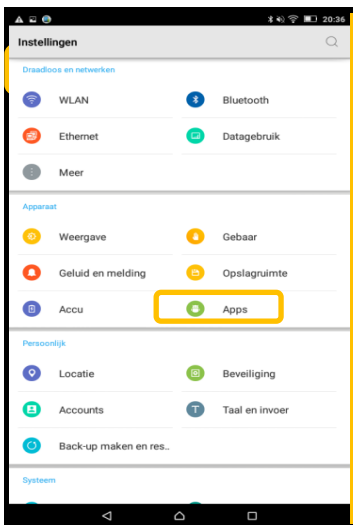 20:36
Instellingen
Draadloos en netwerken
WLAN
Bluetooth
Ethernet
Datagebruik
Meer
Apparaat
Weergave
Gebaar
Geluid en melding
Opslagruimte
Accu
Apps
Persoonlijk
Locatie
Beveiliging
Accounts
Taal en invoer
Back-up maken en res..
Systeem